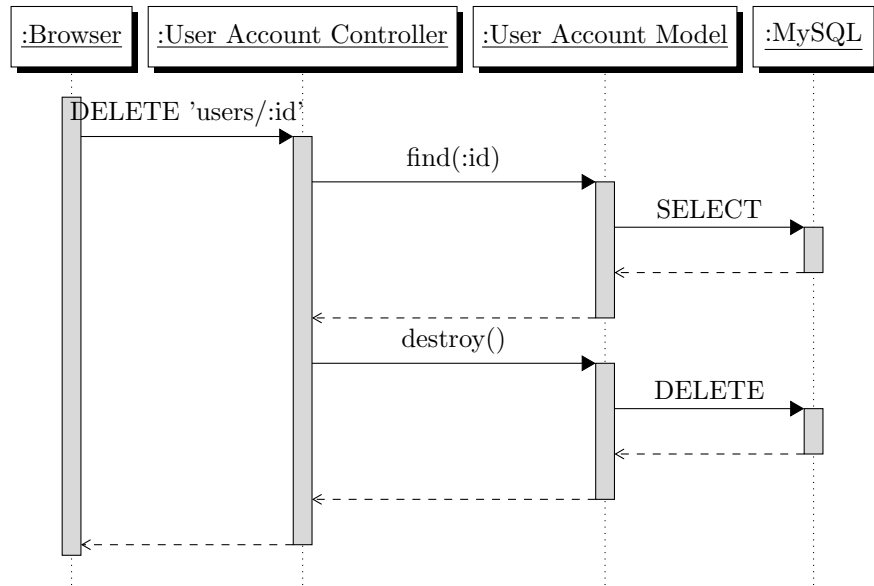 :Browser
:User Account Controller
:User Account Model
:MySQL
DELETE ’users/:id’
find(:id)
SELECT
destroy()
DELETE